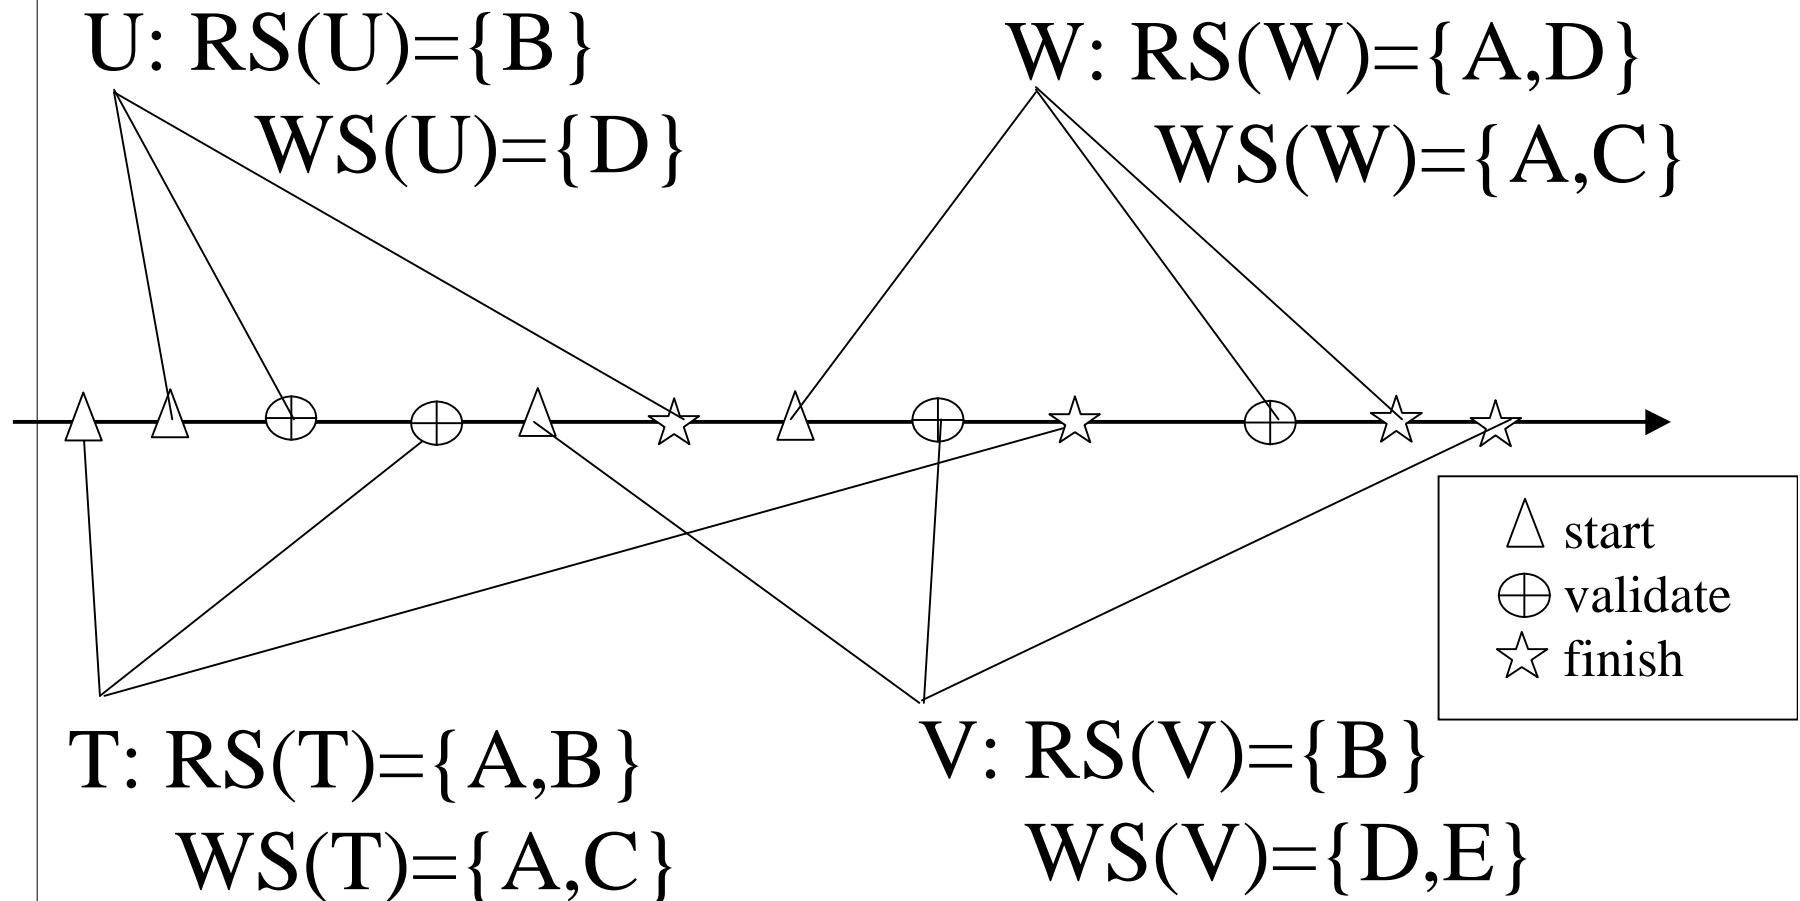 U: RS(U)={B}
WS(U)={D}
W: RS(W)={A,D}
WS(W)={A,C}
start
validate
finish
T: RS(T)={A,B}
WS(T)={A,C}
V: RS(V)={B}
WS(V)={D,E}